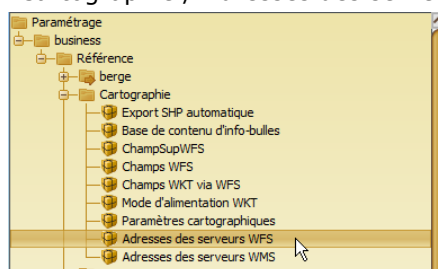 Paramétrage
business
Référence
berge
Cartographie
Export SHP automatique
Base de contenu d'info-bulles
ChampSupWFS
Champs WFS
Champs WKT via WFS
Mode d'alimentation WKT
Paramètres cartographiques
Adresses des serveurs WFS
Adresses des serveurs WMS